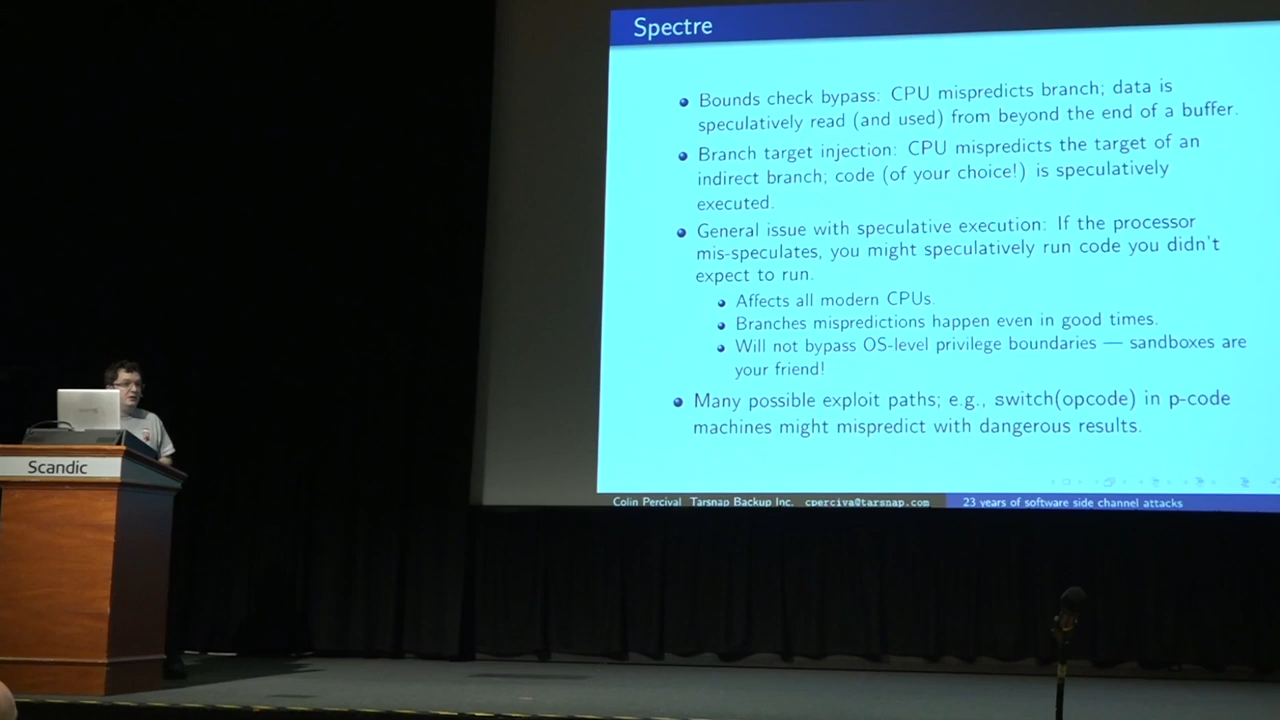 Spectre
Bounds check bypass: CPU mispredicts branch; data is
speculatively read (and used) from beyond the end of a buffer.
Branch target injection: CPU mispredicts the target of an
indirect branch; code (of your choice!) is speculatively
executed.
General issue with speculative execution: If the processor
mis-speculates, you might speculatively run code you didn't
expect to run.
Affects all modern CPUs.
Branches mispredictions happen even in good times.
Will not bypass OS-level privilege boundaries — sandboxes are
your friend!
Many possible exploit paths; e.g., switch(opcode) in p-code
machines might mispredict with dangerous results.
Colin Percival Tarsnap Backup Inc. cperciva@tarsnap.com
23 years of software side channel attacks
Scandic